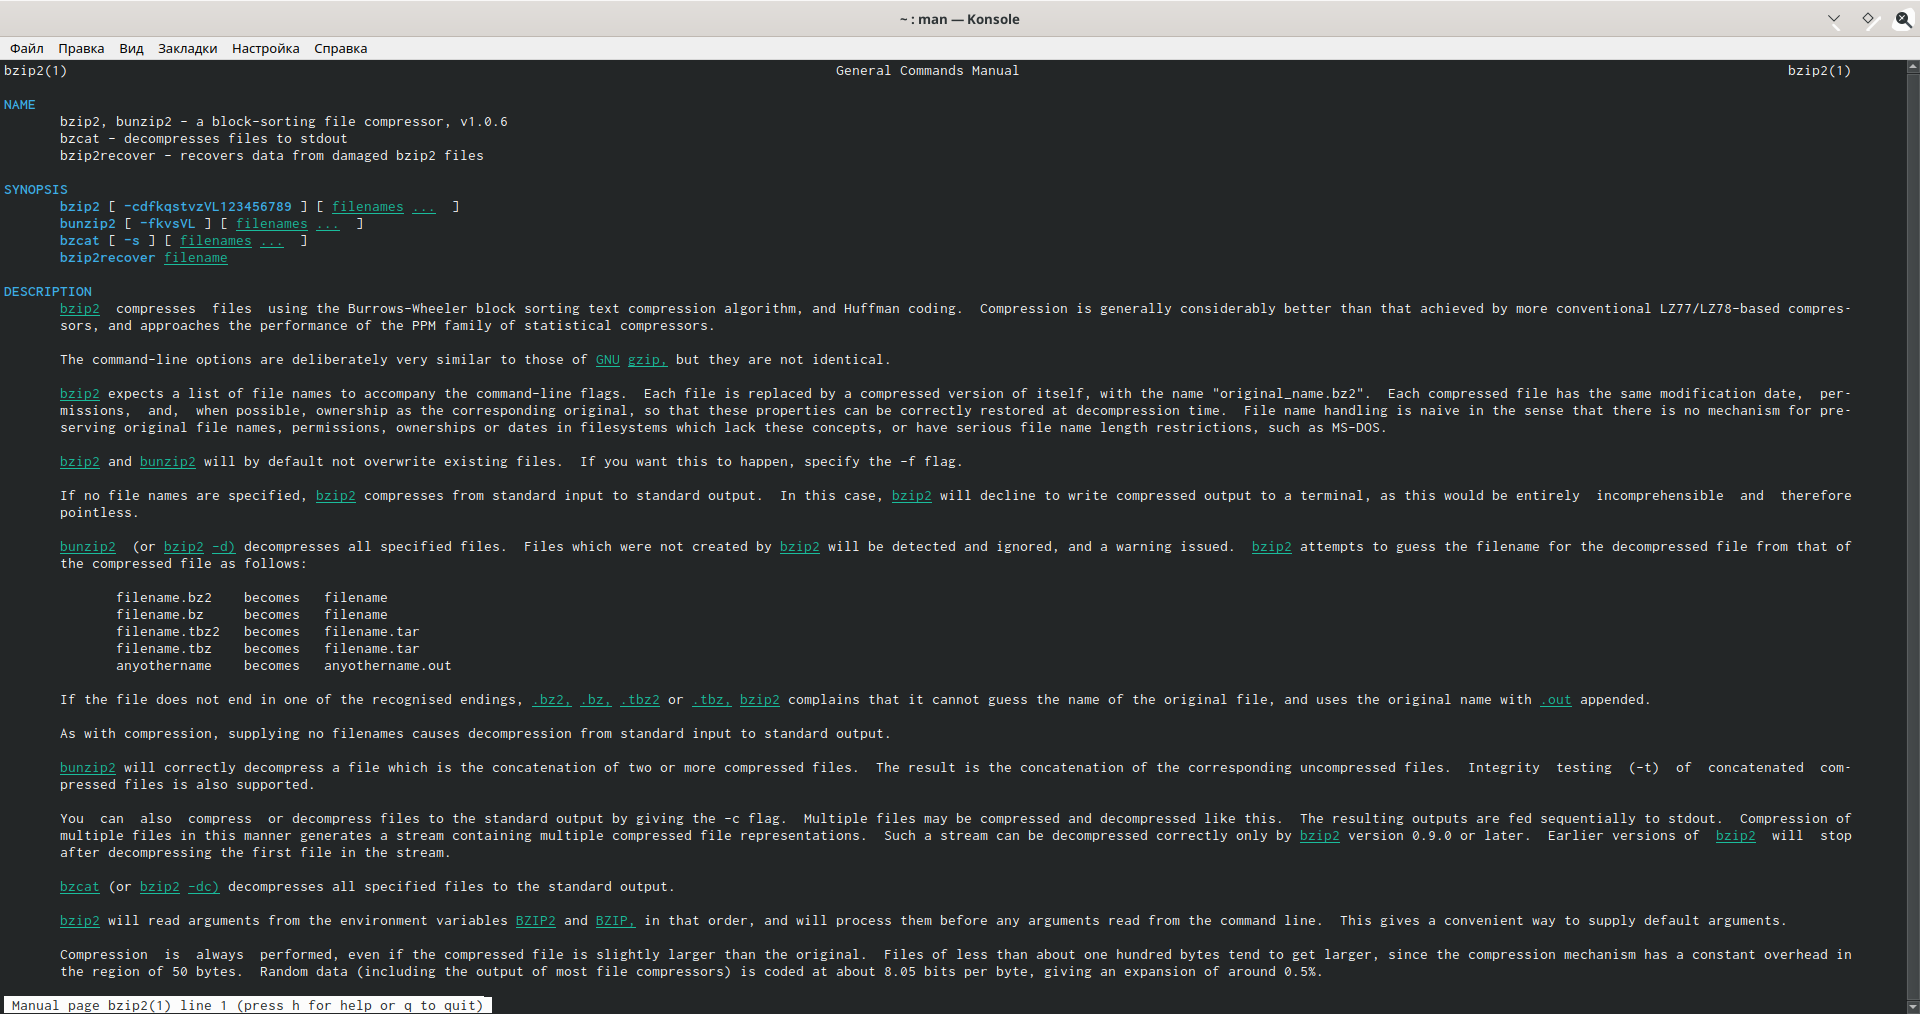 ~ : man — Konsole
Файл Правка Вид Закладки Настройка Справка
bzip2(1) General Commands Manual bzip2(1)
NAME
bzip2, bunzip2 – a block–sorting file compressor, v1.0.6
bzcat – decompresses files to stdout
bzip2recover – recovers data from damaged bzip2 files
SYNOPSIS
bzip2 [ –cdfkqstvzVL123456789 ] [ filenames ... ]
bunzip2 [ –fkvsVL ] [ filenames ... ]
bzcat [ –s ] [ filenames ... ]
bzip2recover filename
DESCRIPTION
bzip2 compresses files using the Burrows–Wheeler block sorting text compression algorithm, and Huffman coding. Compression is generally considerably better than that achieved by more conventional LZ77/LZ78–based compres–
sors, and approaches the performance of the PPM family of statistical compressors.
The command–line options are deliberately very similar to those of GNU gzip, but they are not identical.
bzip2 expects a list of file names to accompany the command–line flags. Each file is replaced by a compressed version of itself, with the name "original_name.bz2". Each compressed file has the same modification date, per–
missions, and, when possible, ownership as the corresponding original, so that these properties can be correctly restored at decompression time. File name handling is naive in the sense that there is no mechanism for pre–
serving original file names, permissions, ownerships or dates in filesystems which lack these concepts, or have serious file name length restrictions, such as MS–DOS.
bzip2 and bunzip2 will by default not overwrite existing files. If you want this to happen, specify the –f flag.
If no file names are specified, bzip2 compresses from standard input to standard output. In this case, bzip2 will decline to write compressed output to a terminal, as this would be entirely incomprehensible and therefore
pointless.
bunzip2 (or bzip2 –d) decompresses all specified files. Files which were not created by bzip2 will be detected and ignored, and a warning issued. bzip2 attempts to guess the filename for the decompressed file from that of
the compressed file as follows:
filename.bz2 becomes filename
filename.bz becomes filename
filename.tbz2 becomes filename.tar
filename.tbz becomes filename.tar
anyothername becomes anyothername.out
If the file does not end in one of the recognised endings, .bz2, .bz, .tbz2 or .tbz, bzip2 complains that it cannot guess the name of the original file, and uses the original name with .out appended.
As with compression, supplying no filenames causes decompression from standard input to standard output.
bunzip2 will correctly decompress a file which is the concatenation of two or more compressed files. The result is the concatenation of the corresponding uncompressed files. Integrity testing (–t) of concatenated com–
pressed files is also supported.
You can also compress or decompress files to the standard output by giving the –c flag. Multiple files may be compressed and decompressed like this. The resulting outputs are fed sequentially to stdout. Compression of
multiple files in this manner generates a stream containing multiple compressed file representations. Such a stream can be decompressed correctly only by bzip2 version 0.9.0 or later. Earlier versions of bzip2 will stop
after decompressing the first file in the stream.
bzcat (or bzip2 –dc) decompresses all specified files to the standard output.
bzip2 will read arguments from the environment variables BZIP2 and BZIP, in that order, and will process them before any arguments read from the command line. This gives a convenient way to supply default arguments.
Compression is always performed, even if the compressed file is slightly larger than the original. Files of less than about one hundred bytes tend to get larger, since the compression mechanism has a constant overhead in
the region of 50 bytes. Random data (including the output of most file compressors) is coded at about 8.05 bits per byte, giving an expansion of around 0.5%.
Manual page bzip2(1) line 1 (press h for help or q to quit)